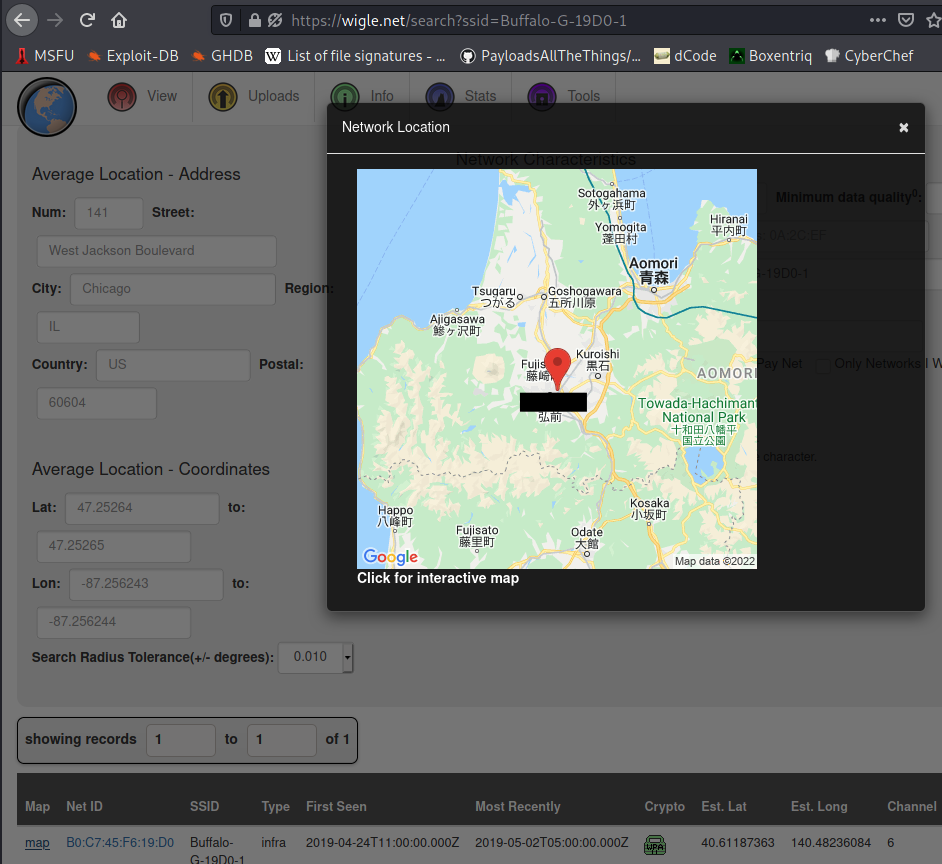 https://wigle.net/search?ssid=Buffalo-G-19D0-1
MSFU Exploit-DB GHDB List of file signatures - ... PayloadsAllTheThings/... dCode Boxentriq CyberChef
View Uploads Info Stats Tools
Network Location
Network Characteristics
Average Location - Address
Num: 141 Street:
West Jackson Boulevard
City: Chicago Region:
IL
Country: US Postal:
60604
Minimum data quality
: 0A:2C:EF
-19D0-1
Pay Net Only Networks I W
character.
Sotogahama
外ヶ浜町
Yomogita
蓬田村
Hiranai
平内町
Aomori
青森
Tsugaru
つがる
Goshogawara
五所川原
Ajigasawa
鰺ヶ沢町
Kuroishi
黒石
藤崎
AOMORI
弘前
Towada-Hachimant
National Park
十和田八幡平
国立公園
Happo
八峰町
Fujisato
藤里町
Kosaka
小坂町
Odate
大館
Google
Map data ©2022
Click for interactive map
Average Location - Coordinates
Lat: 47.25264 to:
47.25265
Lon: -87.256243 to:
-87.256244
Search Radius Tolerance(+/- degrees): 0.010
showing records 1 to 1 of 1
Map Net ID SSID Type First Seen Most Recently Crypto Est. Lat Est. Long Channel
map B0:C7:45:F6:19:D0 Buffalo- infra 2019-04-24T11:00:00.000Z 2019-05-02T05:00:00.000Z WPA 40.61187363 140.48236084 6
G-19D0-1